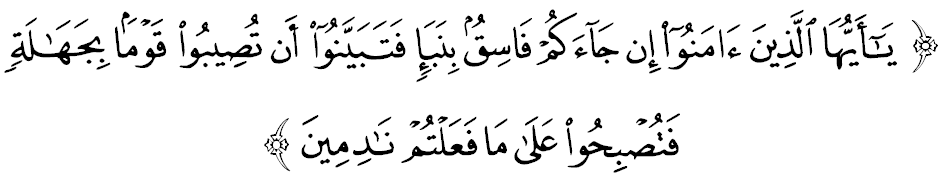 ﴿ يَـٰٓأَيُّهَا ٱلَّذِينَ ءَامَنُوٓا۟ إِن جَآءَكُمْ فَاسِقٌۢ بِنَبَإٍ فَتَبَيَّنُوٓا۟ أَن تُصِيبُوا۟ قَوْمًۢا بِجَهَـٰلَةٍ
فَتُصْبِحُوا۟ عَلَىٰ مَا فَعَلْتُمْ نَـٰدِمِينَ ﴾